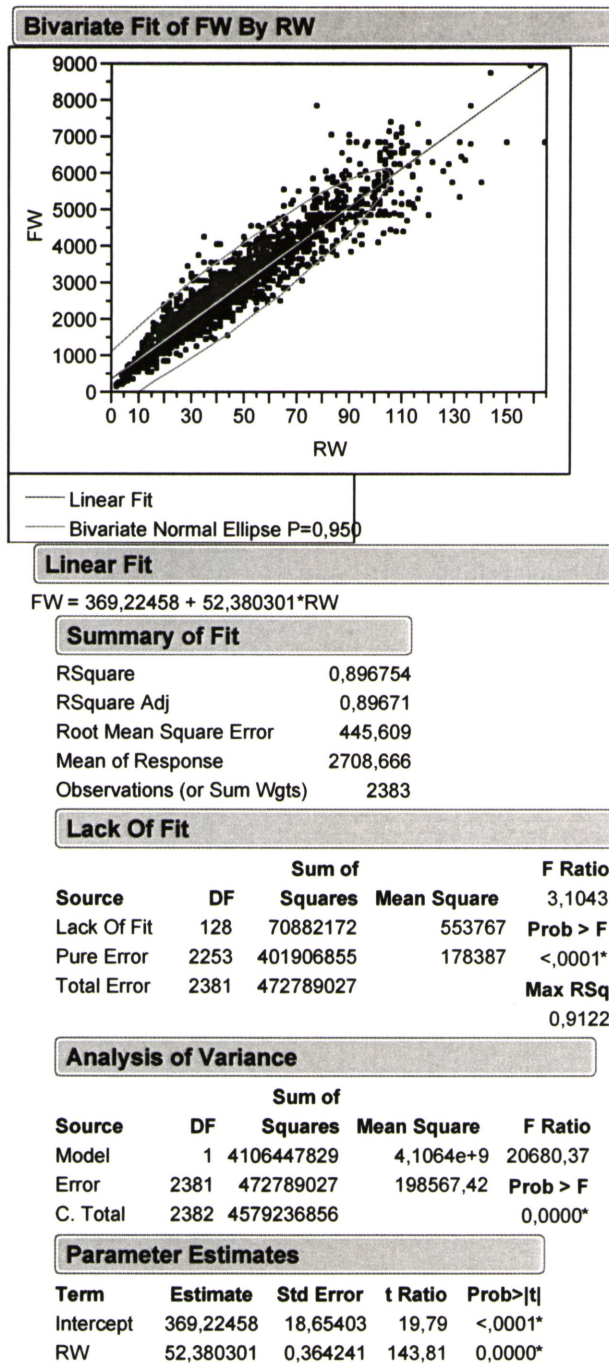 Bivariate Fit of FW By RW
9000
8000
7000
6000
5000
4000
3000
2000
1000
0
FW
0 10 30 50 70 90 110 130 150
RW
Linear Fit
Bivariate Normal Ellipse P=0,950
Linear Fit
FW = 369,22458 + 52,380301*RW
Summary of Fit
RSquare 0,896754
RSquare Adj 0,89671
Root Mean Square Error 445,609
Mean of Response 2708,666
Observations (or Sum Wgts) 2383
Lack Of Fit
Sum of F Ratio
Source DF Squares Mean Square 3,1043
Lack Of Fit 128 70882172 553767 Prob > F
Pure Error 2253 401906855 178387 <,0001*
Total Error 2381 472789027 Max RSq
0,9122
Analysis of Variance
Sum of
Source DF Squares Mean Square F Ratio
Model 1 4106447829 4,1064e+9 20680,37
Error 2381 472789027 198567,42 Prob > F
C. Total 2382 4579236856 0,0000*
Parameter Estimates
Term Estimate Std Error t Ratio Prob>|t|
Intercept 369,22458 18,65403 19,79 <,0001*
RW 52,380301 0,364241 143,81 0,0000*